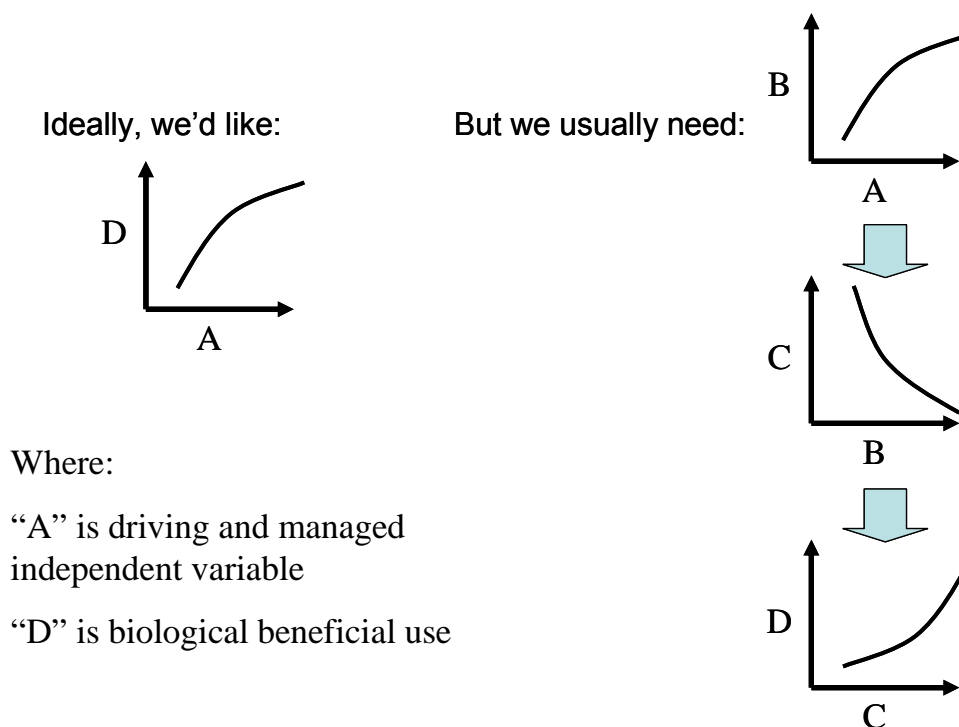 Ideally, we'd like:
D
A
But we usually need:
B
A
C
B
D
C
Where:
“A” is driving and managed
independent variable
“D” is biological beneficial use